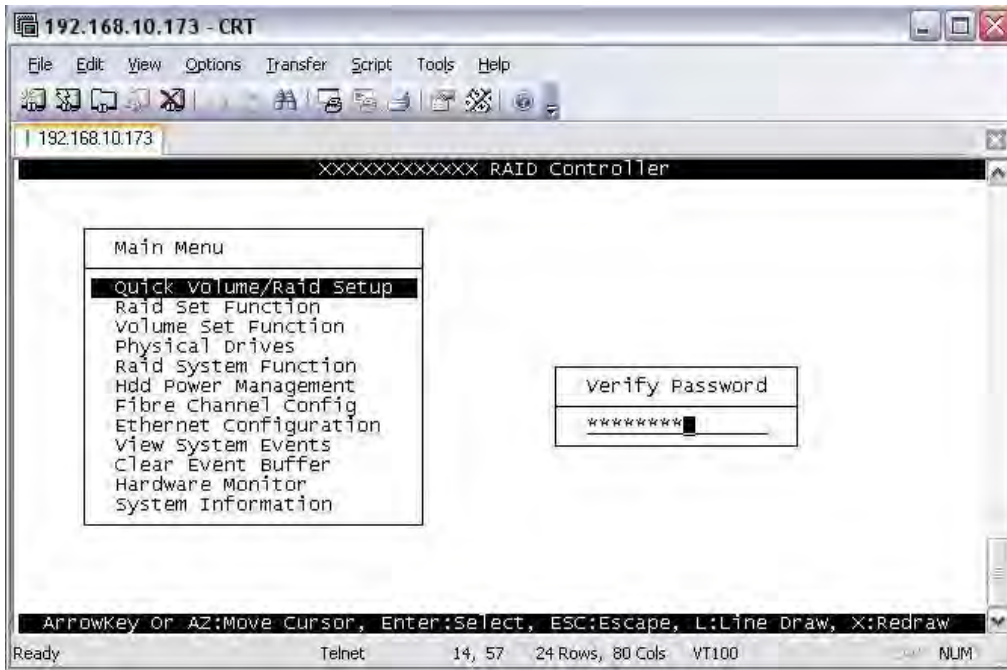 192.168.10.173 - CRT
File Edit View Options Transfer Script Tools Help
192.168.10.173
XXXXXXXXXXXX RAID Controller
Main Menu
Quick Volume/Raid Setup
Raid Set Function
Volume Set Function
Physical Drives
Raid System Function
Hdd Power Management
Fibre Channel Config
Ethernet Configuration
View System Events
Clear Event Buffer
Hardware Monitor
System Information
Verify Password
********
ArrowKey Or AZ:Move Cursor, Enter:Select, ESC:Escape, L:Line Draw, X:Redraw
Ready Telnet 14, 57 24 Rows, 80 Cols VT100 NUM